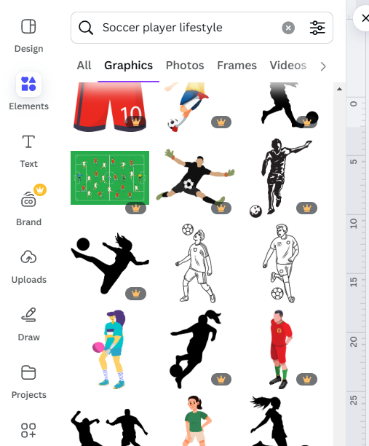 Soccer player lifestyle
All Graphics Photos Frames Videos
Design
Elements
Text
Brand
Uploads
Draw
Projects
10
0
5
10
15
20
25